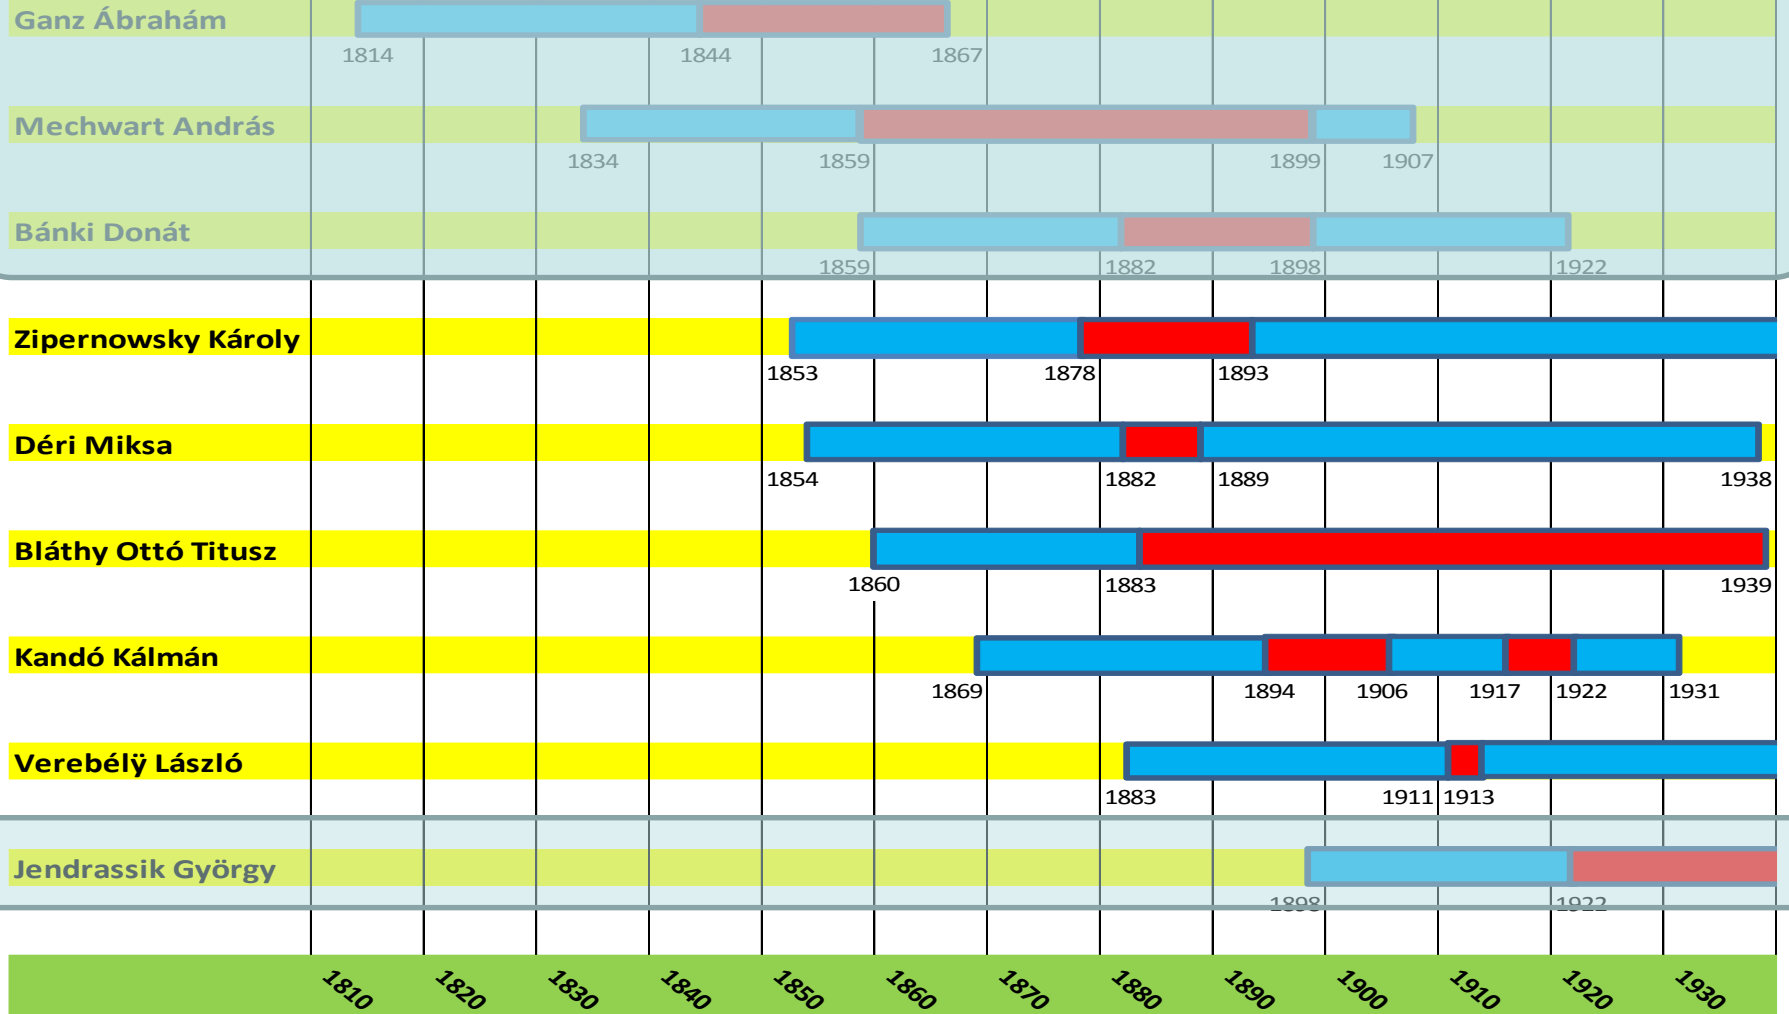 Ganz Ábrahám
1814 1844 1867
Mechwart András
1834 1859 1899 1907
Bánki Donát
1859 1882 1898 1922
Zipernowsky Károly
1853 1878 1893
Déri Miksa
1854 1882 1889 1938
Bláthy Ottó Titusz
1860 1883 1939
Kandó Kálmán
1869 1894 1906 1917 1922 1931
Verebélÿ László
1883 1911 1913
Jendrassik György
1898 1922
1810 1820 1830 1840 1850 1860 1870 1880 1890 1900 1910 1920 1930